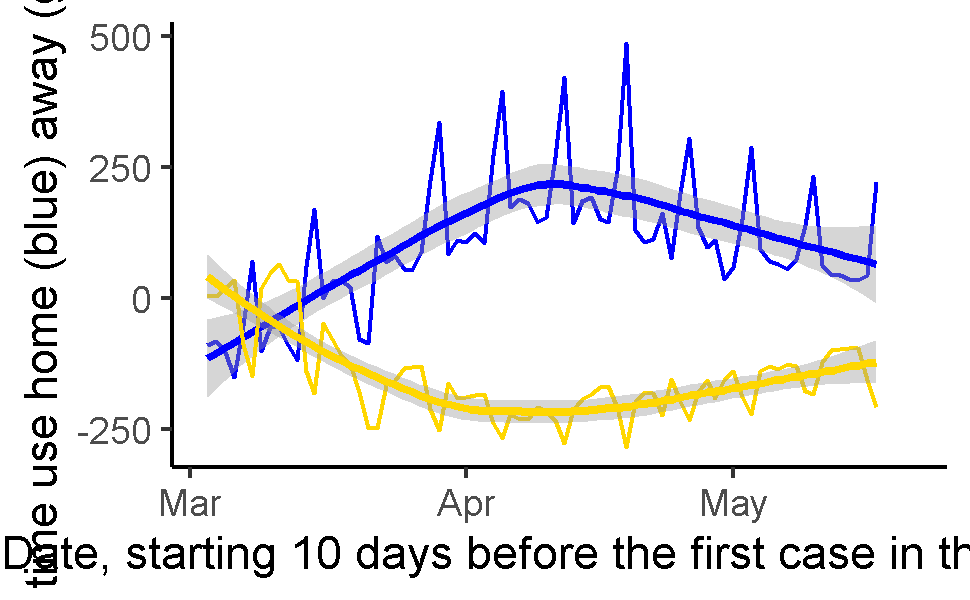 time use home (blue) away (
500
250
0
-250
Mar Apr May
Date, starting 10 days before the first case in